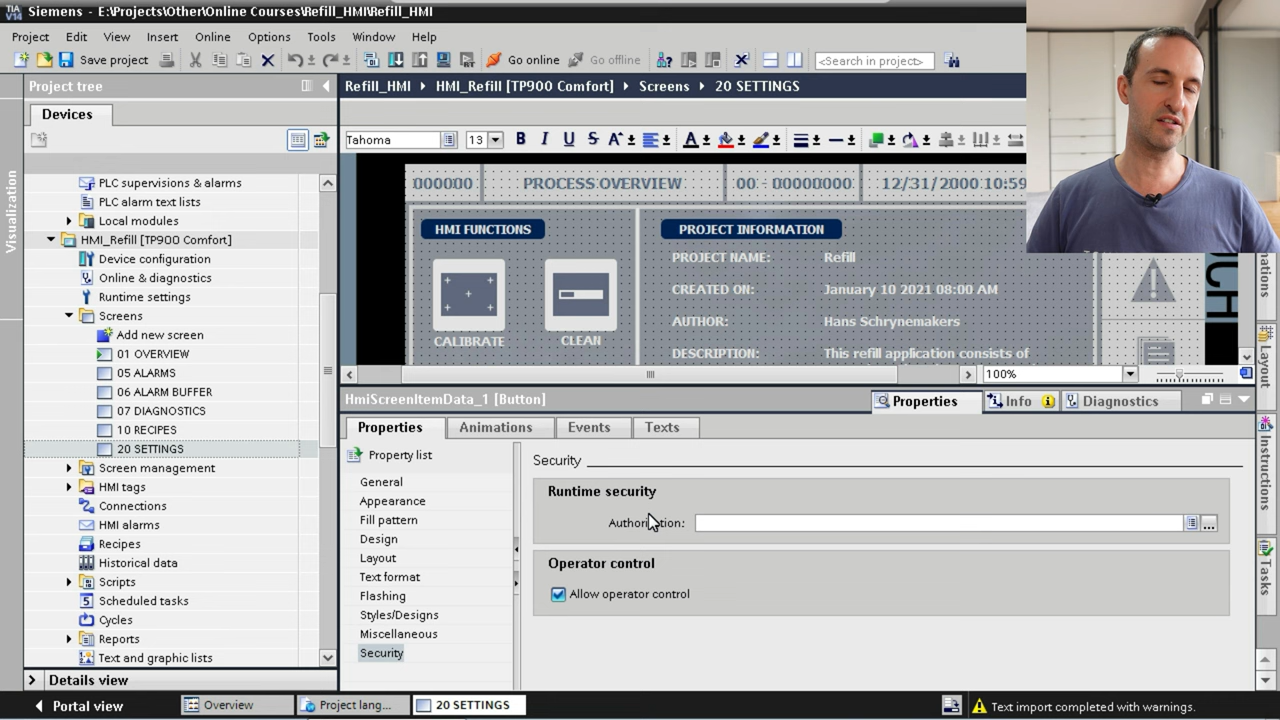 TIA V14 Siemens - E:\Projects\Other\Online Courses\Refill_HMI\Refill_HMI
Project Edit View Insert Online Options Tools Window Help
Save project Go online Go offline <Search in project>
Project tree
Refill_HMI HMI_Refill [TP900 Comfort] Screens 20 SETTINGS
Devices
Tahoma 13 B I U S A A
Visualization
PLC supervisions & alarms
PLC alarm text lists
Local modules
HMI_Refill [TP900 Comfort]
Device configuration
Online & diagnostics
Runtime settings
Screens
Add new screen
01 OVERVIEW
05 ALARMS
06 ALARM BUFFER
07 DIAGNOSTICS
10 RECIPES
20 SETTINGS
Screen management
HMI tags
Connections
HMI alarms
Recipes
Historical data
Scripts
Scheduled tasks
Cycles
Reports
Text and graphic lists
Details view
000000 PROCESS OVERVIEW 00 - 00000000 12/31/2000 10:59
HMI FUNCTIONS PROJECT INFORMATION
PROJECT NAME: Refill
CREATED ON: January 10 2021 08:00 AM
AUTHOR: Hans Schrynemakers
DESCRIPTION: This refill application consists of
CALIBRATE CLEAN
100%
HmiScreenItemData_1 [Button] Properties Info Diagnostics
Properties Animations Events Texts
Property list
General
Appearance
Fill pattern
Design
Layout
Text format
Flashing
Styles/Designs
Miscellaneous
Security
Security
Runtime security
Operator control
Allow operator control
Layout
Instructions
Tasks
Portal view Overview Project lang... 20 SETTINGS Text import completed with warnings.